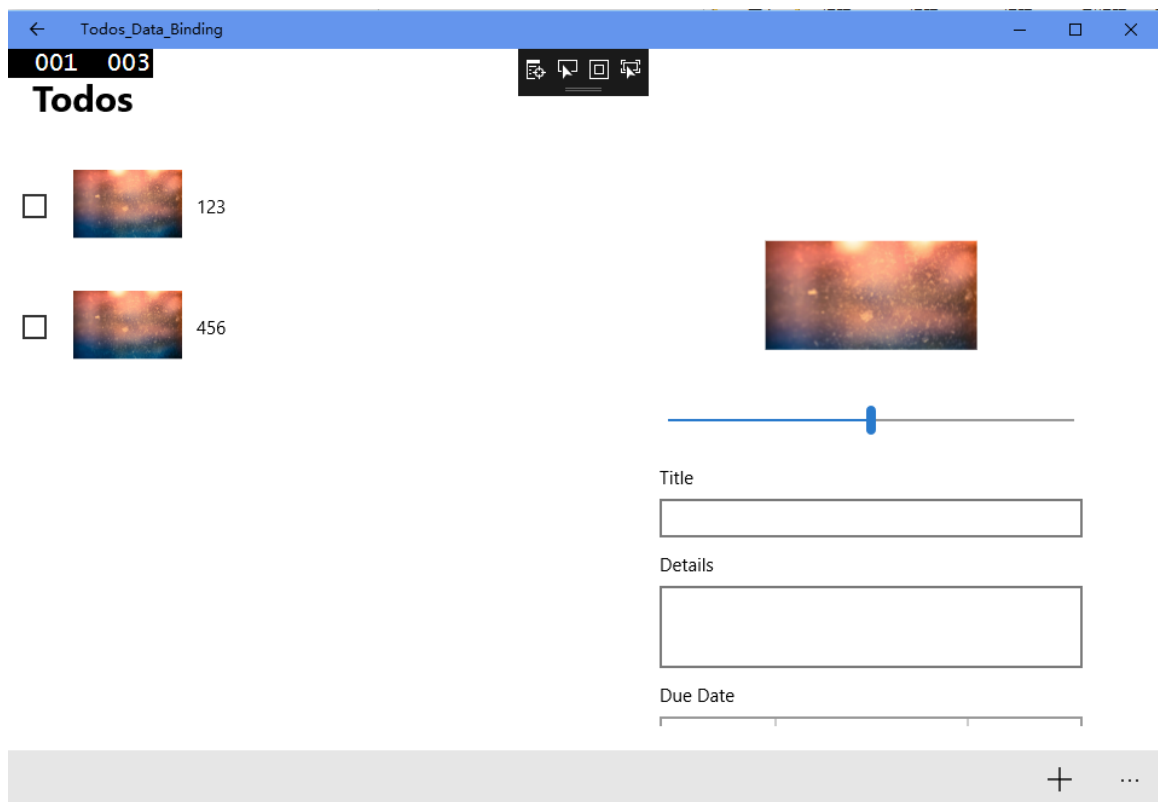 Todos_Data_Binding
001 003
Todos
123
456
Title
Details
Due Date